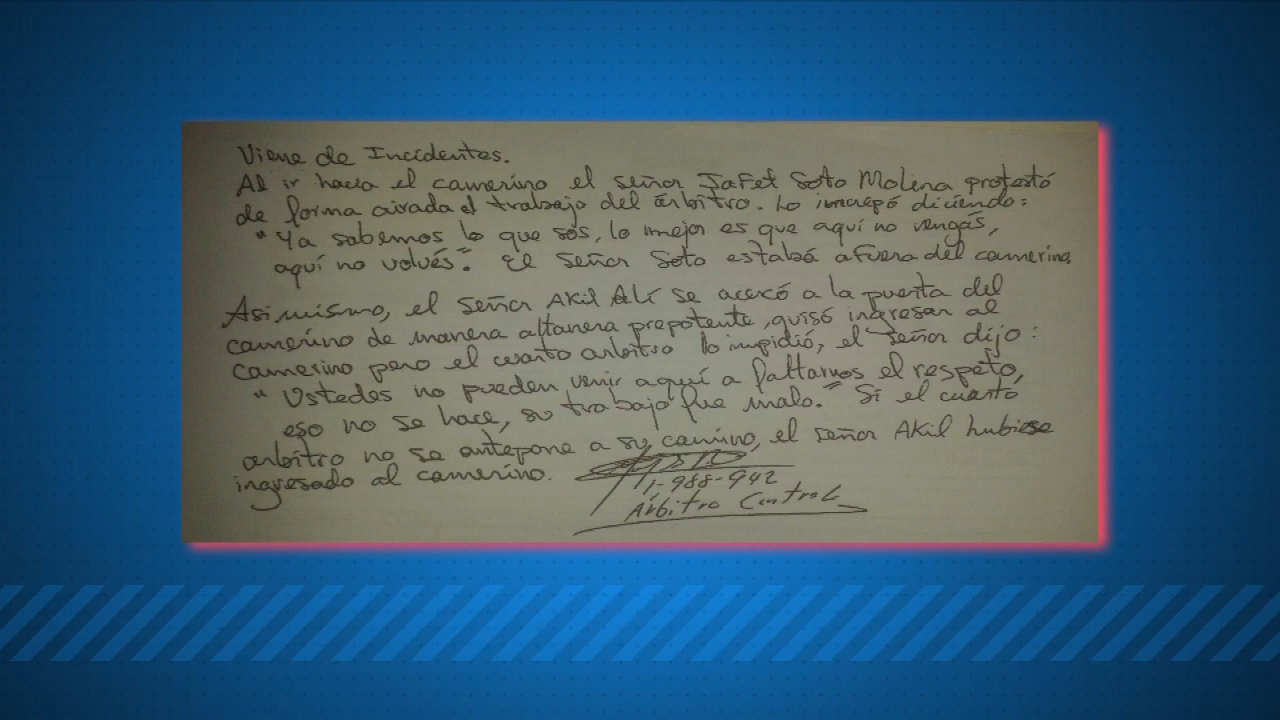 Viene de Incidentes.
Al ir hacia el camerino el señor Jafet Soto Molina protestó
de forma airada el trabajo del árbitro. Lo increpó diciendo:
"Ya sabemos lo que sos, lo mejor es que aquí no vengás,
aquí no volvés". El señor Soto estabá afuera del camerino,
Asimismo, el señor Akil Alí se acercó a la puerta del
camerino de manera altanera prepotente, quisó ingresar al
camerino pero el cuarto arbitro lo impidió, el señor dijo:
"Ustedes no pueden venir aquí a faltarnos el respeto,
eso no se hace, su trabajo fue malo." Si el cuarto
arbitro no se antepone a su camino, el señor Akil hubiese
ingresado al camerino.
1-988-942
Árbitro Central